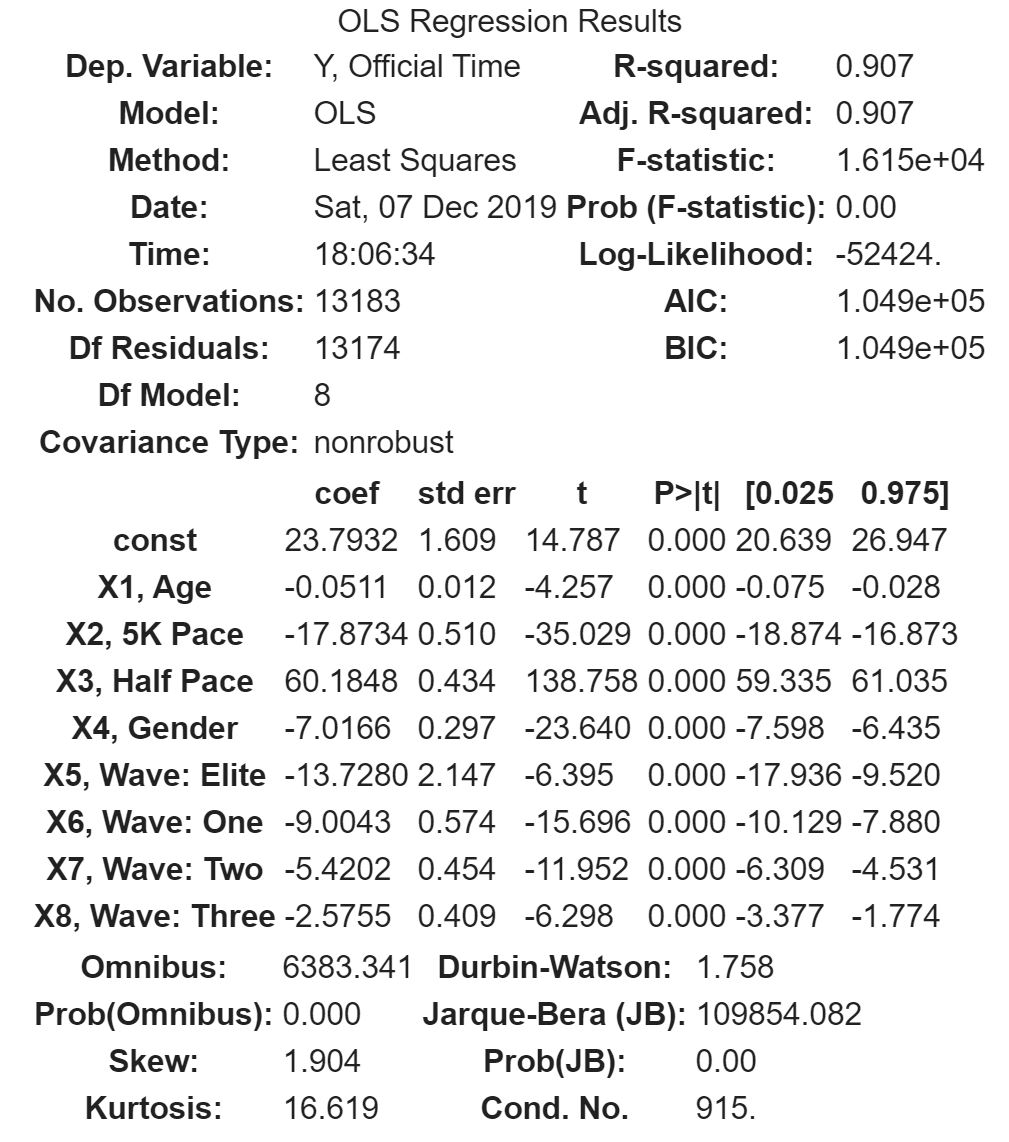 OLS Regression Results
Dep. Variable: Y, Official Time R-squared: 0.907
Model: OLS Adj. R-squared: 0.907
Method: Least Squares F-statistic: 1.615e+04
Date: Sat, 07 Dec 2019 Prob (F-statistic): 0.00
Time: 18:06:34 Log-Likelihood: -52424.
No. Observations: 13183 AIC: 1.049e+05
Df Residuals: 13174 BIC: 1.049e+05
Df Model: 8
Covariance Type: nonrobust
coef std err t P>|t| [0.025 0.975]
const 23.7932 1.609 14.787 0.000 20.639 26.947
X1, Age -0.0511 0.012 -4.257 0.000 -0.075 -0.028
X2, 5K Pace -17.8734 0.510 -35.029 0.000 -18.874 -16.873
X3, Half Pace 60.1848 0.434 138.758 0.000 59.335 61.035
X4, Gender -7.0166 0.297 -23.640 0.000 -7.598 -6.435
X5, Wave: Elite -13.7280 2.147 -6.395 0.000 -17.936 -9.520
X6, Wave: One -9.0043 0.574 -15.696 0.000 -10.129 -7.880
X7, Wave: Two -5.4202 0.454 -11.952 0.000 -6.309 -4.531
X8, Wave: Three -2.5755 0.409 -6.298 0.000 -3.377 -1.774
Omnibus: 6383.341 Durbin-Watson: 1.758
Prob(Omnibus): 0.000 Jarque-Bera (JB): 109854.082
Skew: 1.904 Prob(JB): 0.00
Kurtosis: 16.619 Cond. No. 915.